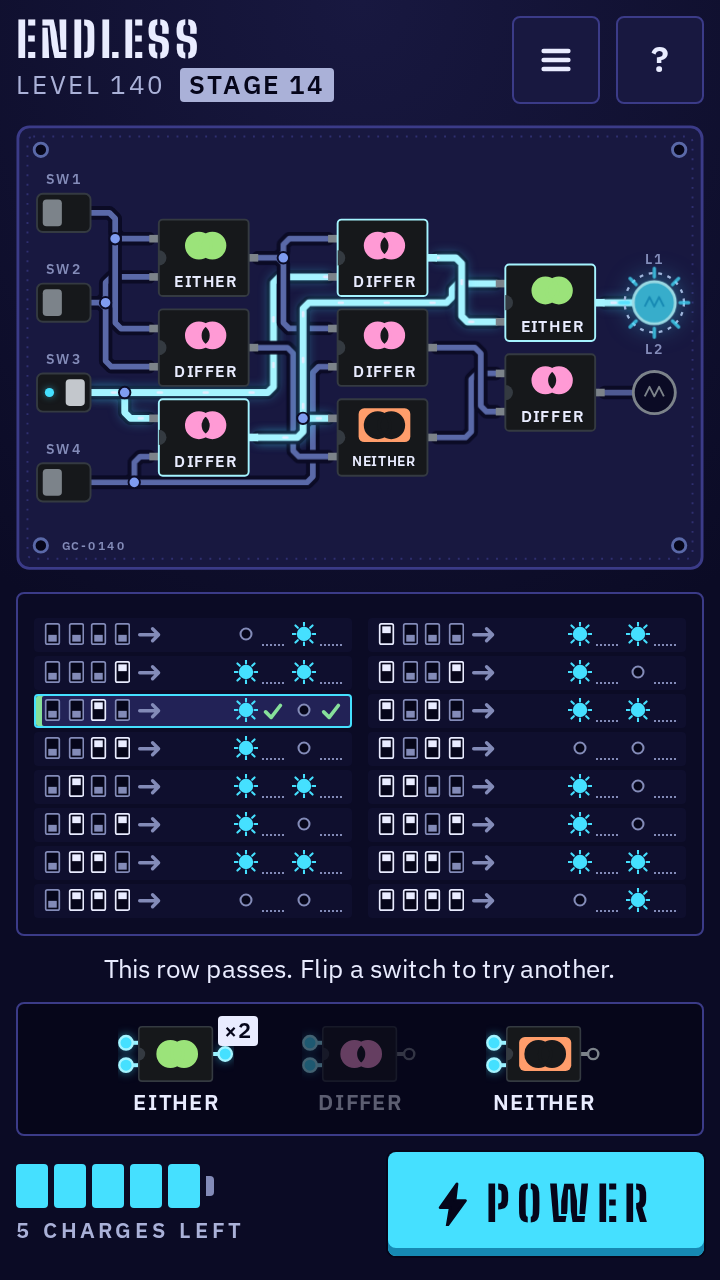 ENDLESS
LEVEL 140 STAGE 14
?
SW1
SW2
SW3
SW4
EITHER
DIFFER
DIFFER
DIFFER
DIFFER
NEITHER
EITHER
DIFFER
L1
L2
GC-0140
This row passes. Flip a switch to try another.
×2
EITHER DIFFER NEITHER
5 CHARGES LEFT
POWER